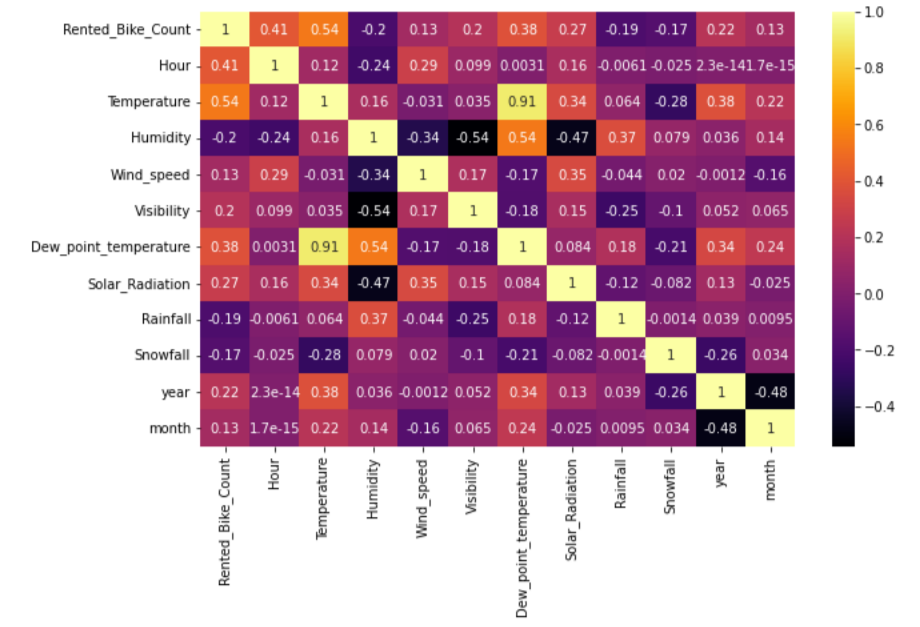 Rented_Bike_Count 1 0.41 0.54 -0.2 0.13 0.2 0.38 0.27 -0.19 -0.17 0.22 0.13
Hour 0.41 1 0.12 -0.24 0.29 0.099 0.0031 0.16 -0.0061 -0.025 2.3e-14 1.7e-15
Temperature 0.54 0.12 1 0.16 -0.031 0.035 0.91 0.34 0.064 -0.28 0.38 0.22
Humidity -0.2 -0.24 0.16 1 -0.34 -0.54 0.54 -0.47 0.37 0.079 0.036 0.14
Wind_speed 0.13 0.29 -0.031 -0.34 1 0.17 -0.17 0.35 -0.044 0.02 -0.0012 -0.16
Visibility 0.2 0.099 0.035 -0.54 0.17 1 -0.18 0.15 -0.25 -0.1 0.052 0.065
Dew_point_temperature 0.38 0.0031 0.91 0.54 -0.17 -0.18 1 0.084 0.18 -0.21 0.34 0.24
Solar_Radiation 0.27 0.16 0.34 -0.47 0.35 0.15 0.084 1 -0.12 -0.082 0.13 -0.025
Rainfall -0.19 -0.0061 0.064 0.37 -0.044 -0.25 0.18 -0.12 1 -0.0014 0.039 0.0095
Snowfall -0.17 -0.025 -0.28 0.079 0.02 -0.1 -0.21 -0.082 -0.0014 1 -0.26 0.034
year 0.22 2.3e-14 0.38 0.036 -0.0012 0.052 0.34 0.13 0.039 -0.26 1 -0.48
month 0.13 1.7e-15 0.22 0.14 -0.16 0.065 0.24 -0.025 0.0095 0.034 -0.48 1
Rented_Bike_Count
Hour
Temperature
Humidity
Wind_speed
Visibility
Dew_point_temperature
Solar_Radiation
Rainfall
Snowfall
year
month
1.0
0.8
0.6
0.4
0.2
0.0
−0.2
−0.4